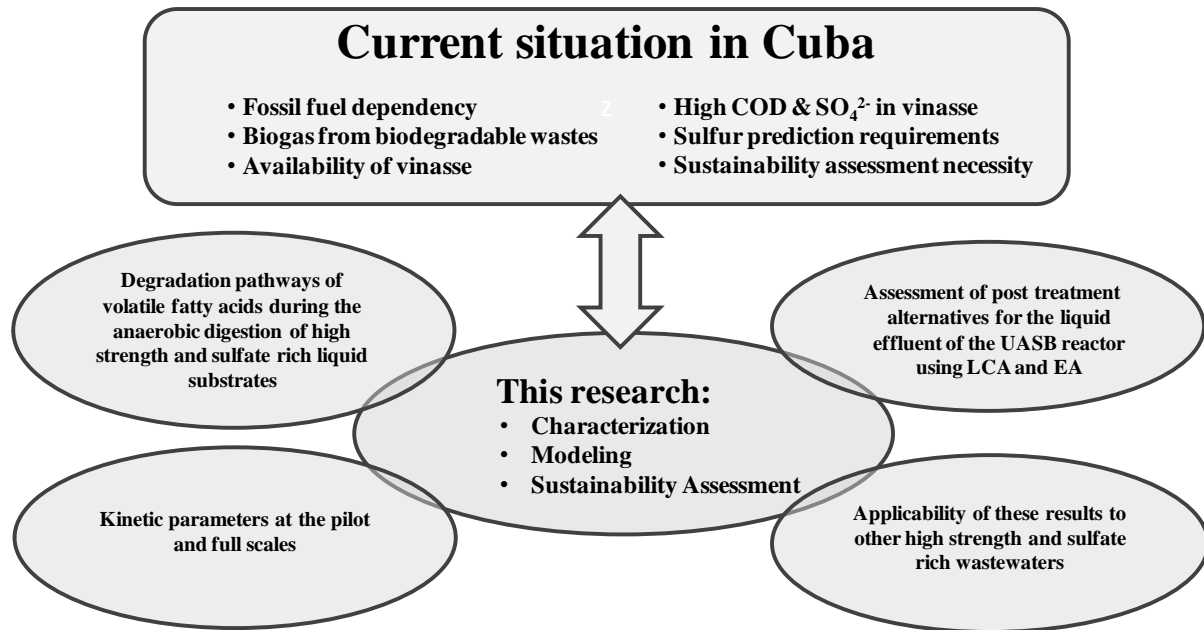 Current situation in Cuba
• Fossil fuel dependency
• Biogas from biodegradable wastes
• Availability of vinasse
z
• High COD & SO₄²⁻ in vinasse
• Sulfur prediction requirements
• Sustainability assessment necessity
Degradation pathways of
volatile fatty acids during the
anaerobic digestion of high
strength and sulfate rich liquid
substrates
Assessment of post treatment
alternatives for the liquid
effluent of the UASB reactor
using LCA and EA
This research:
• Characterization
• Modeling
• Sustainability Assessment
Kinetic parameters at the pilot
and full scales
Applicability of these results to
other high strength and sulfate
rich wastewaters